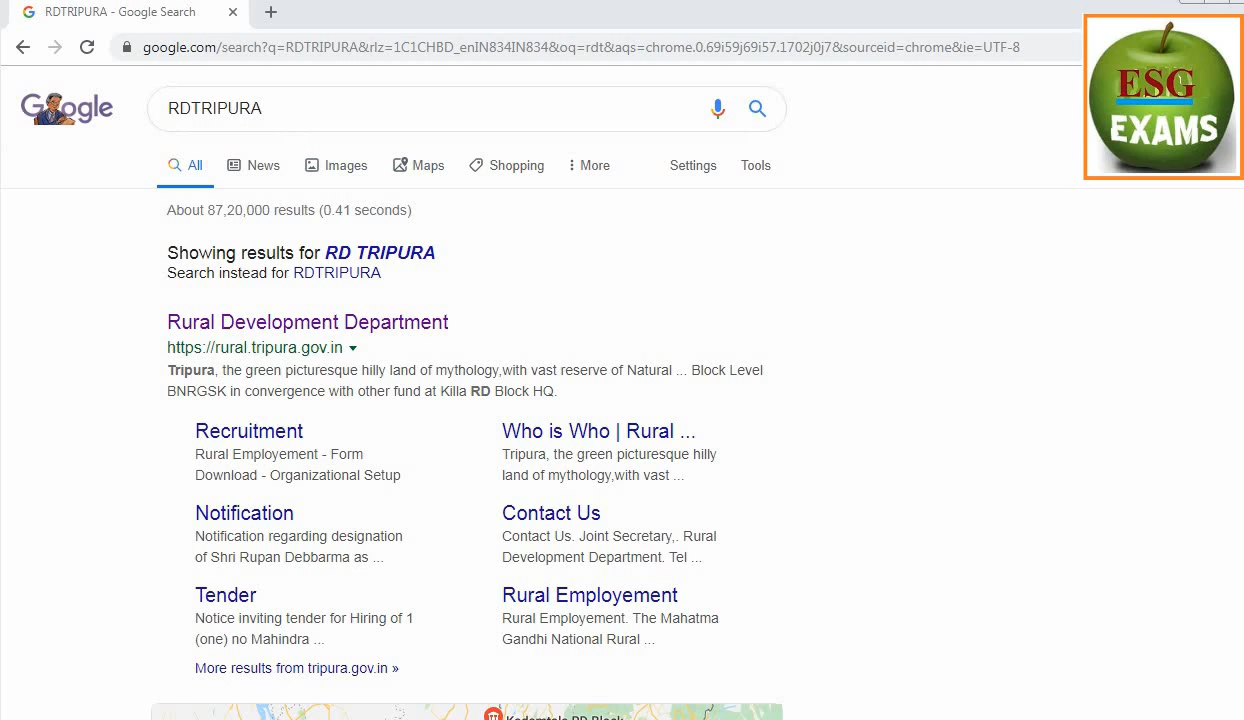 RDTRIPURA - Google Search
google.com/search?q=RDTRIPURA&rlz=1C1CHBD_enIN834IN834&oq=rdt&aqs=chrome.0.69i59j69i57.1702j0j7&sourceid=chrome&ie=UTF-8
ESG
EXAMS
Google
RDTRIPURA
All News Images Maps Shopping More Settings Tools
About 87,20,000 results (0.41 seconds)
Showing results for RD TRIPURA
Search instead for RDTRIPURA
Rural Development Department
https://rural.tripura.gov.in
Tripura, the green picturesque hilly land of mythology,with vast reserve of Natural ... Block Level
BNRGSK in convergence with other fund at Killa RD Block HQ.
Recruitment
Rural Employement - Form
Download - Organizational Setup
Who is Who | Rural ...
Tripura, the green picturesque hilly
land of mythology,with vast ...
Notification
Notification regarding designation
of Shri Rupan Debbarma as ...
Contact Us
Contact Us. Joint Secretary,. Rural
Development Department. Tel ...
Tender
Notice inviting tender for Hiring of 1
(one) no Mahindra ...
Rural Employement
Rural Employement. The Mahatma
Gandhi National Rural ...
More results from tripura.gov.in »
Kadamtala RD Block